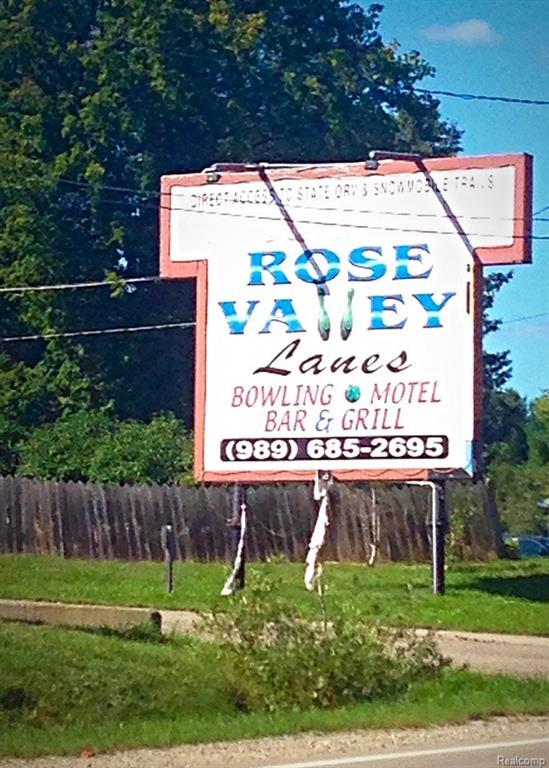 DIRECT ACCESS TO STATE ORV & SNOWMOBILE TRAILS
ROSE
VALLEY
Lanes
BOWLING MOTEL
BAR & GRILL
(989) 685-2695
Realcomp